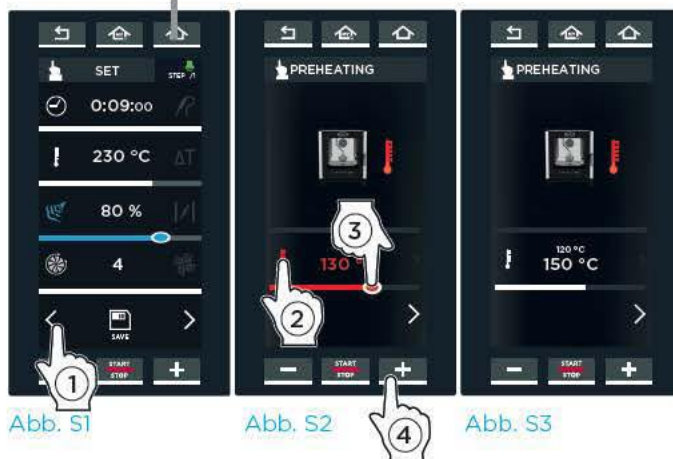 SET
STEP /1
0:09:00
230 °C
ΔT
80 %
4
SAVE
1
START
STOP
+
Abb. S1
PREHEATING
3
130 °
2
−
START
STOP
+
4
Abb. S2
PREHEATING
120 °C
150 °C
−
START
STOP
+
Abb. S3